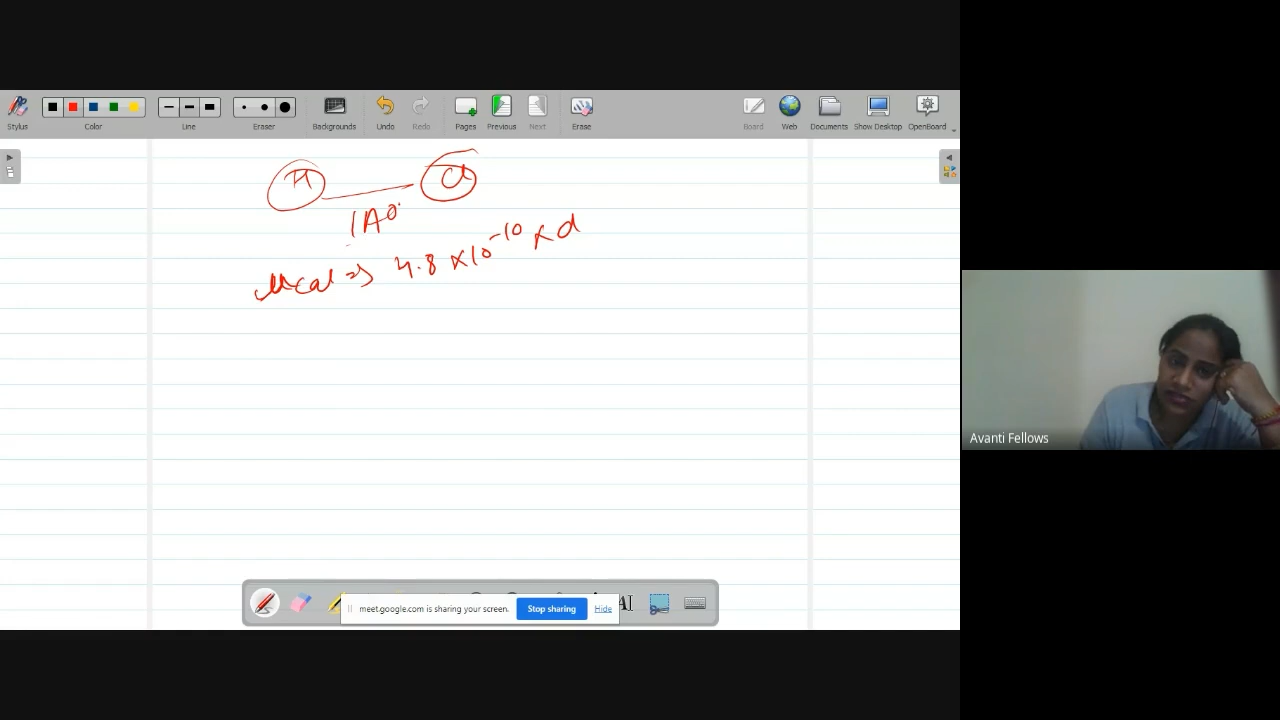 Stylus Color Line Eraser Backgrounds Undo Redo Pages Previous Next Erase Board Web Documents Show Desktop OpenBoard
H Cl
1A°
μcal => 4.8 × 10⁻¹⁰ × d
Avanti Fellows
meet.google.com is sharing your screen. Stop sharing Hide AI